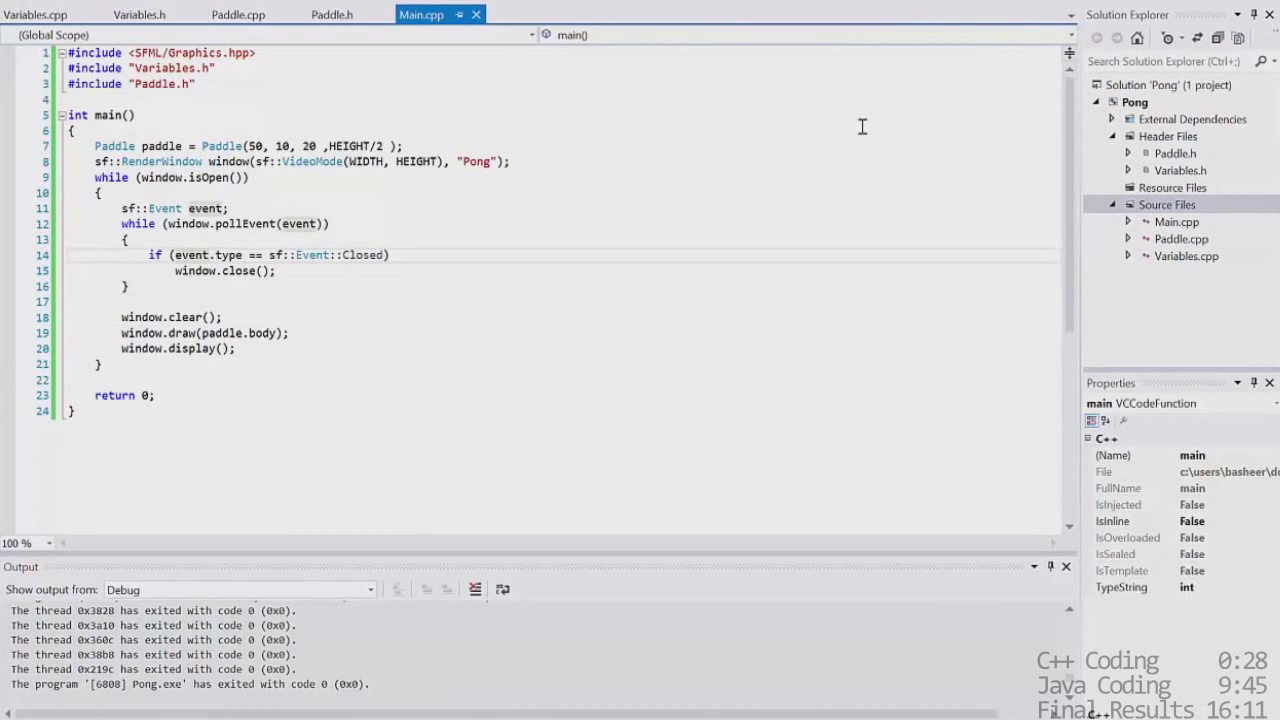 Variables.cpp Variables.h Paddle.cpp Paddle.h Main.cpp
(Global Scope) main()
1 #include <SFML/Graphics.hpp>
2 #include "Variables.h"
3 #include "Paddle.h"
4
5 int main()
6 {
7 Paddle paddle = Paddle(50, 10, 20 ,HEIGHT/2 );
8 sf::RenderWindow window(sf::VideoMode(WIDTH, HEIGHT), "Pong");
9 while (window.isOpen())
10 {
11 sf::Event event;
12 while (window.pollEvent(event))
13 {
14 if (event.type == sf::Event::Closed)
15 window.close();
16 }
17
18 window.clear();
19 window.draw(paddle.body);
20 window.display();
21 }
22
23 return 0;
24 }
100 %
Output
Show output from: Debug
The thread 0x3828 has exited with code 0 (0x0).
The thread 0x3a10 has exited with code 0 (0x0).
The thread 0x360c has exited with code 0 (0x0).
The thread 0x38b8 has exited with code 0 (0x0).
The thread 0x219c has exited with code 0 (0x0).
The program '[6808] Pong.exe' has exited with code 0 (0x0).
Solution Explorer
Search Solution Explorer (Ctrl+;)
Solution 'Pong' (1 project)
Pong
External Dependencies
Header Files
Paddle.h
Variables.h
Resource Files
Source Files
Main.cpp
Paddle.cpp
Variables.cpp
Properties
main VCCodeFunction
C++
(Name) main
File c:\users\basheer\do
FullName main
IsInjected False
IsInline False
IsOverloaded False
IsSealed False
IsTemplate False
TypeString int
C++
C++ Coding 0:28
Java Coding 9:45
Final Results 16:11